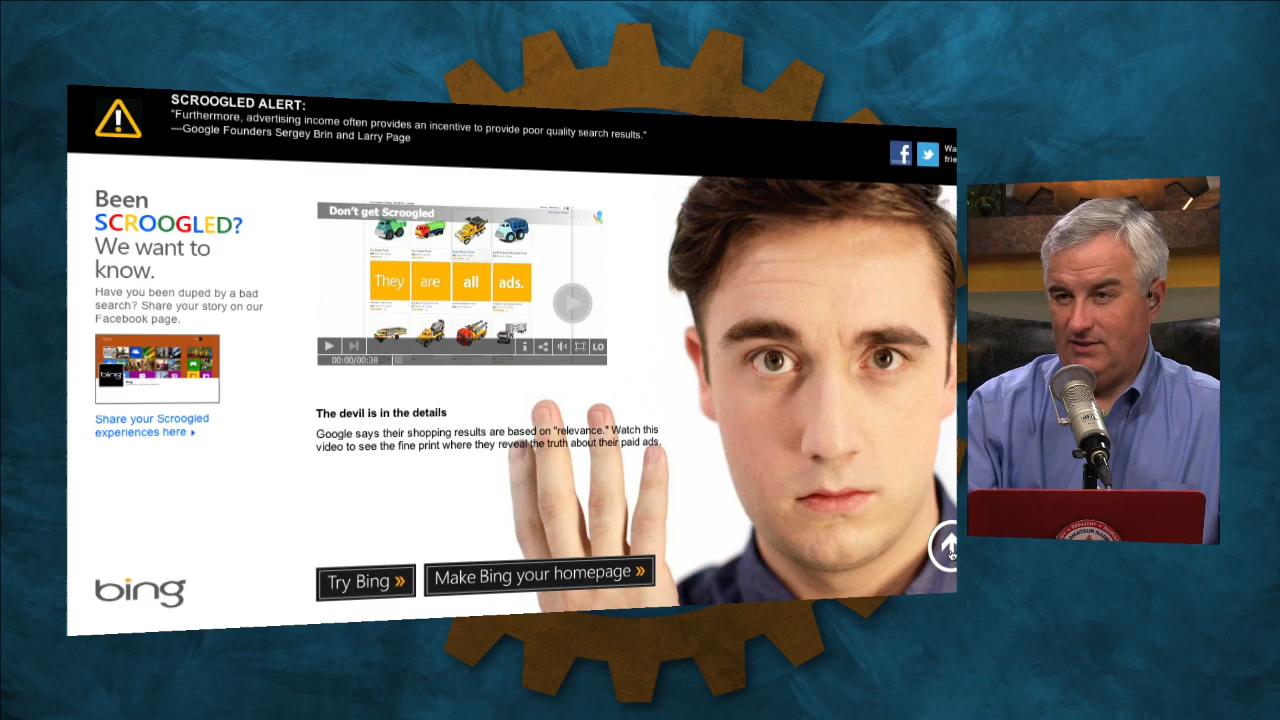 SCROOGLED ALERT:
"Furthermore, advertising income often provides an incentive to provide poor quality search results."
—Google Founders Sergey Brin and Larry Page
Been
SCROOGLED?
We want to
know.
Have you been duped by a bad
search? Share your story on our
Facebook page.
bing
Share your Scroogled
experiences here
Don't get Scroogled
They are all ads.
00:00/00:38
LO
The devil is in the details
Google says their shopping results are based on "relevance." Watch this
video to see the fine print where they reveal the truth about their paid ads.
Try Bing »
Make Bing your homepage »
bing
RESILIENT